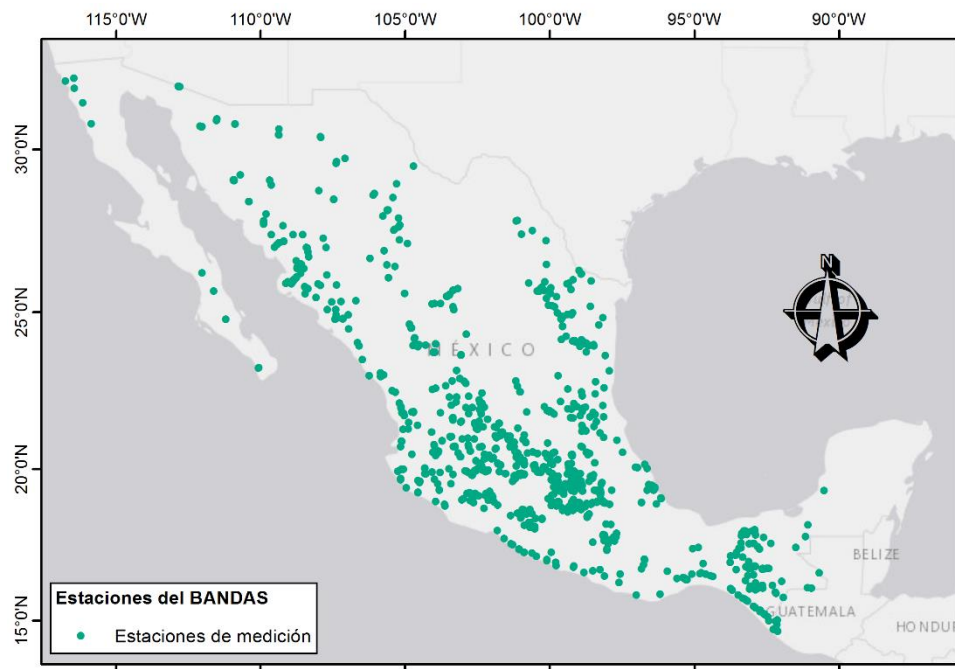 115°0'W 110°0'W 105°0'W 100°0'W 95°0'W 90°0'W
30°0'N
25°0'N
20°0'N
15°0'N
N
MÉXICO
BELIZE
GUATEMALA
HONDUR
Estaciones del BANDAS
Estaciones de medición